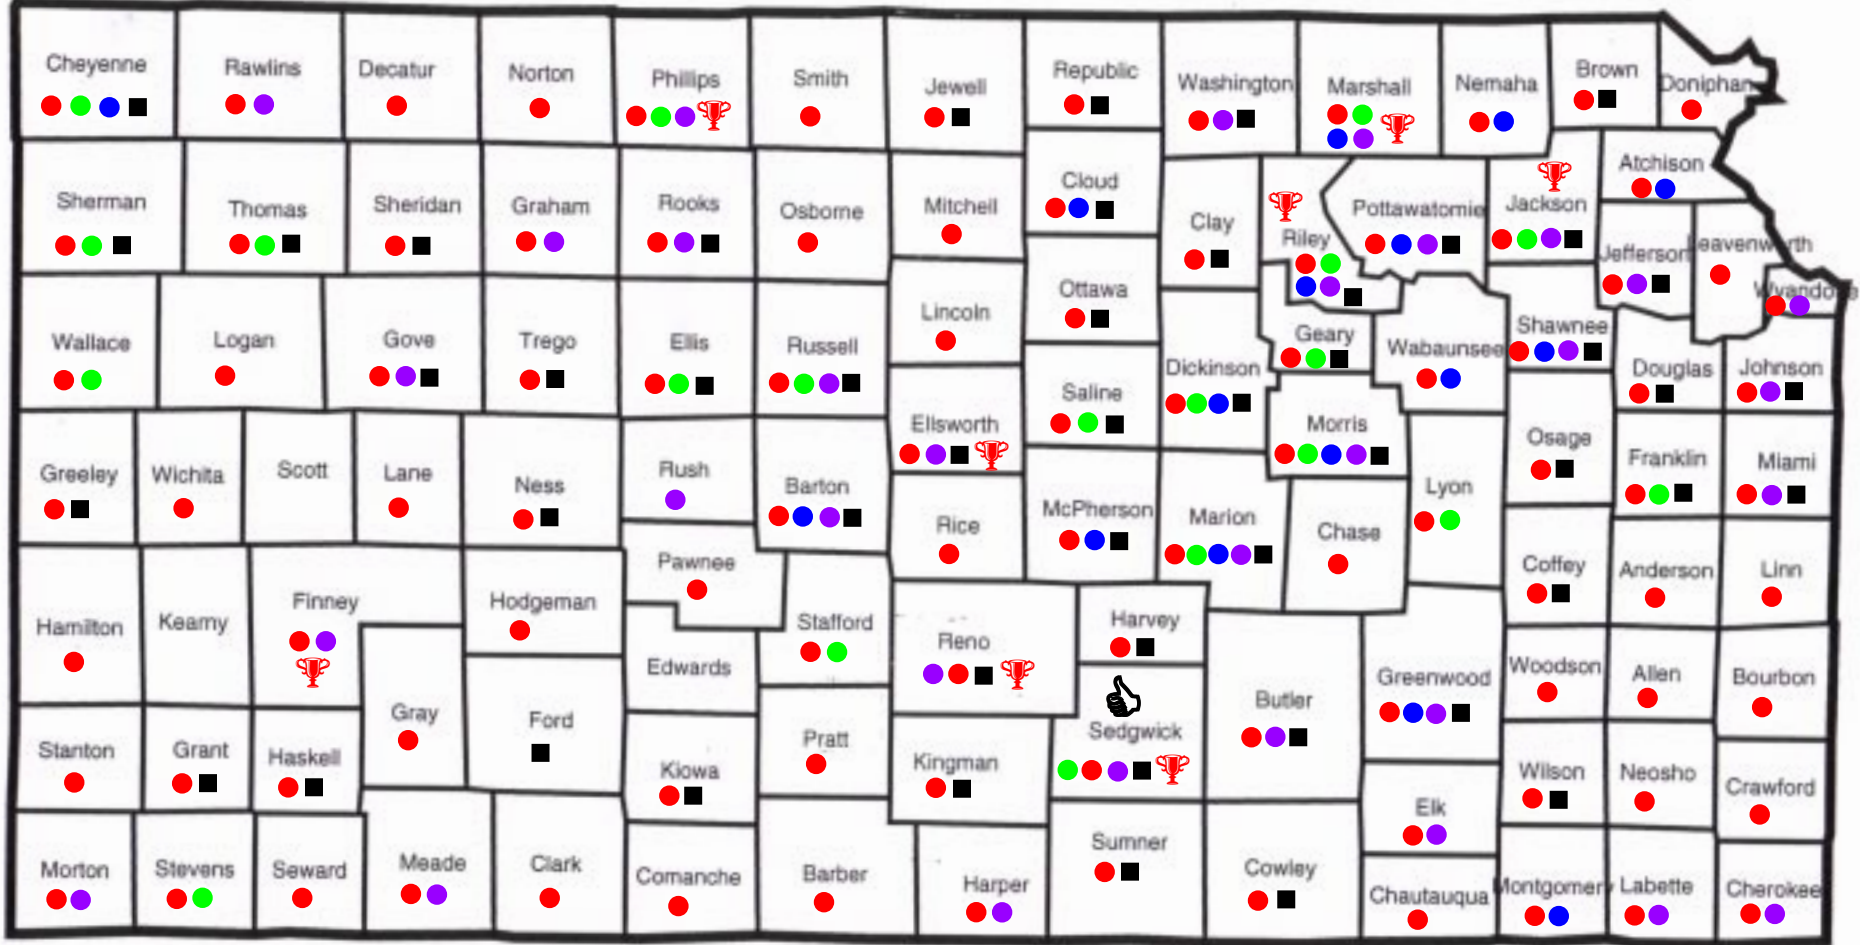 Cheyenne
Rawlins
Decatur
Norton
Phillips
Smith
Jewell
Republic
Washington
Marshall
Nemaha
Brown
Doniphan
Sherman
Thomas
Sheridan
Graham
Rooks
Osborne
Mitchell
Cloud
Clay
Riley
Pottawatomie
Jackson
Atchison
Jefferson
Leavenworth
Wyandotte
Wallace
Logan
Gove
Trego
Ellis
Russell
Lincoln
Ottawa
Saline
Dickinson
Geary
Wabaunsee
Shawnee
Douglas
Johnson
Greeley
Wichita
Scott
Lane
Ness
Rush
Barton
Ellsworth
Rice
McPherson
Marion
Morris
Chase
Lyon
Osage
Franklin
Miami
Hamilton
Kearny
Finney
Hodgeman
Pawnee
Stafford
Edwards
Reno
Harvey
Sedgwick
Butler
Greenwood
Coffey
Anderson
Linn
Woodson
Allen
Bourbon
Stanton
Grant
Haskell
Gray
Ford
Kiowa
Pratt
Kingman
Elk
Wilson
Neosho
Crawford
Morton
Stevens
Seward
Meade
Clark
Comanche
Barber
Harper
Sumner
Cowley
Chautauqua
Montgomery
Labette
Cherokee